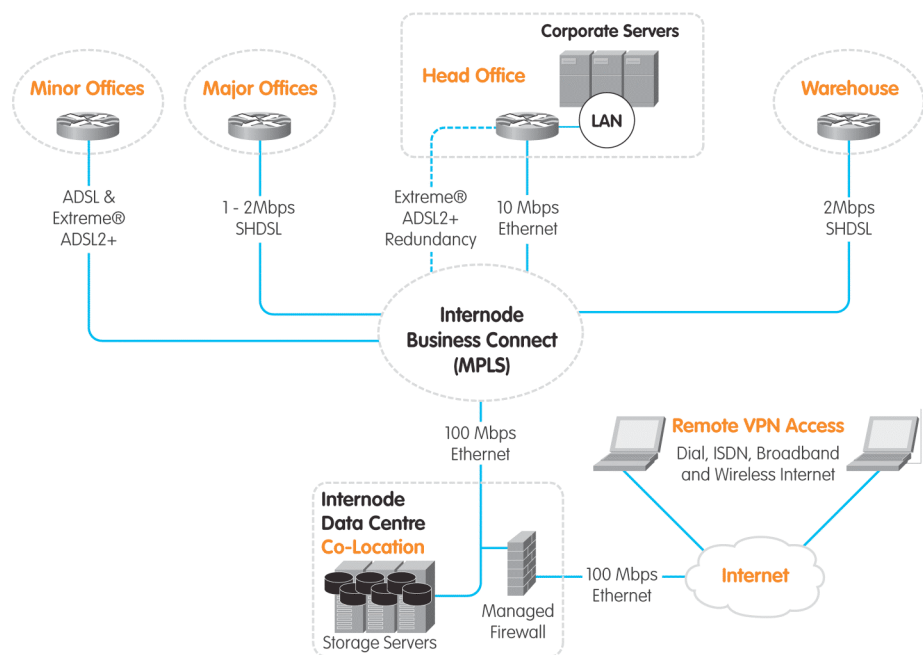 Corporate Servers
Minor Offices
Major Offices
Head Office
Warehouse
LAN
ADSL &
Extreme®
ADSL2+
1 - 2Mbps
SHDSL
Extreme®
ADSL2+
Redundancy
10 Mbps
Ethernet
2Mbps
SHDSL
Internode
Business Connect
(MPLS)
100 Mbps
Ethernet
Remote VPN Access
Dial, ISDN, Broadband
and Wireless Internet
Internode
Data Centre
Co-Location
Storage Servers
Managed
Firewall
100 Mbps
Ethernet
Internet